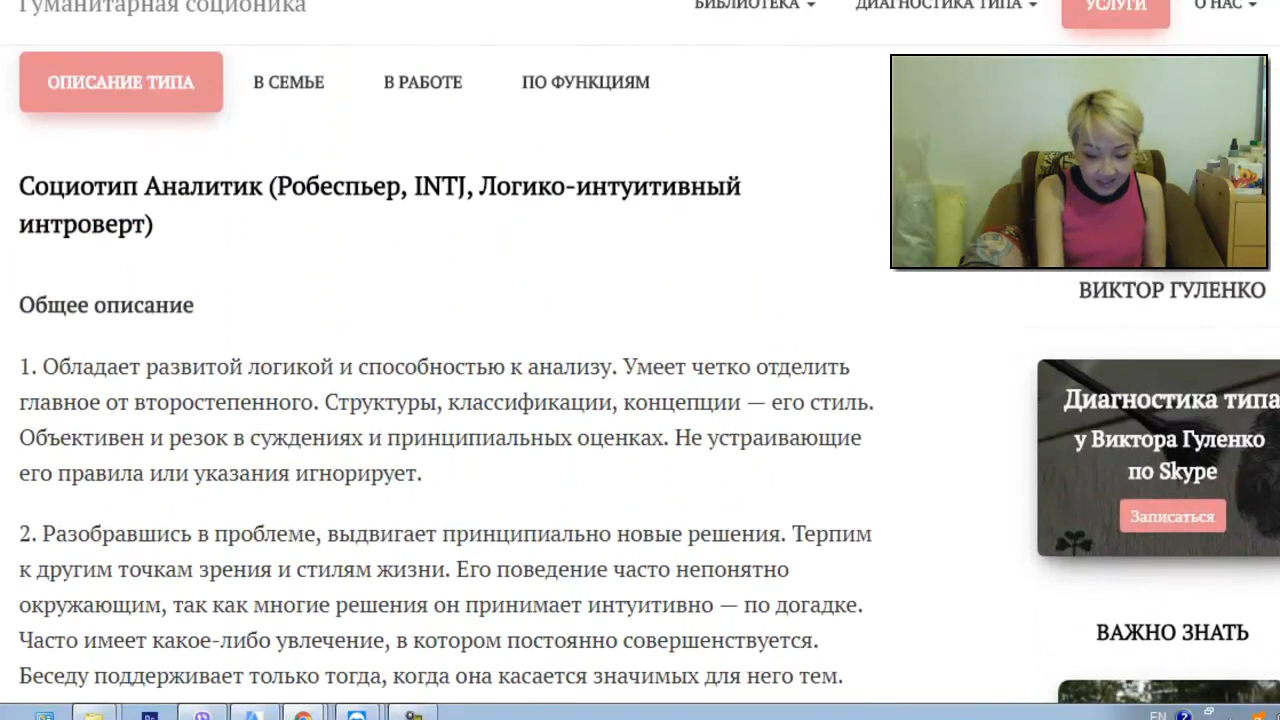 Гуманитарная соционика
БИБЛИОТЕКА
ДИАГНОСТИКА ТИПА
УСЛУГИ
О НАС
ОПИСАНИЕ ТИПА
В СЕМЬЕ
В РАБОТЕ
ПО ФУНКЦИЯМ
Социотип Аналитик (Робеспьер, INTJ, Логико-интуитивный
интроверт)
Общее описание
1. Обладает развитой логикой и способностью к анализу. Умеет четко отделить
главное от второстепенного. Структуры, классификации, концепции — его стиль.
Объективен и резок в суждениях и принципиальных оценках. Не устраивающие
его правила или указания игнорирует.
2. Разобравшись в проблеме, выдвигает принципиально новые решения. Терпим
к другим точкам зрения и стилям жизни. Его поведение часто непонятно
окружающим, так как многие решения он принимает интуитивно — по догадке.
Часто имеет какое-либо увлечение, в котором постоянно совершенствуется.
Беседу поддерживает только тогда, когда она касается значимых для него тем.
ВИКТОР ГУЛЕНКО
Диагностика типа
у Виктора Гуленко
по Skype
Записаться
ВАЖНО ЗНАТЬ
EN